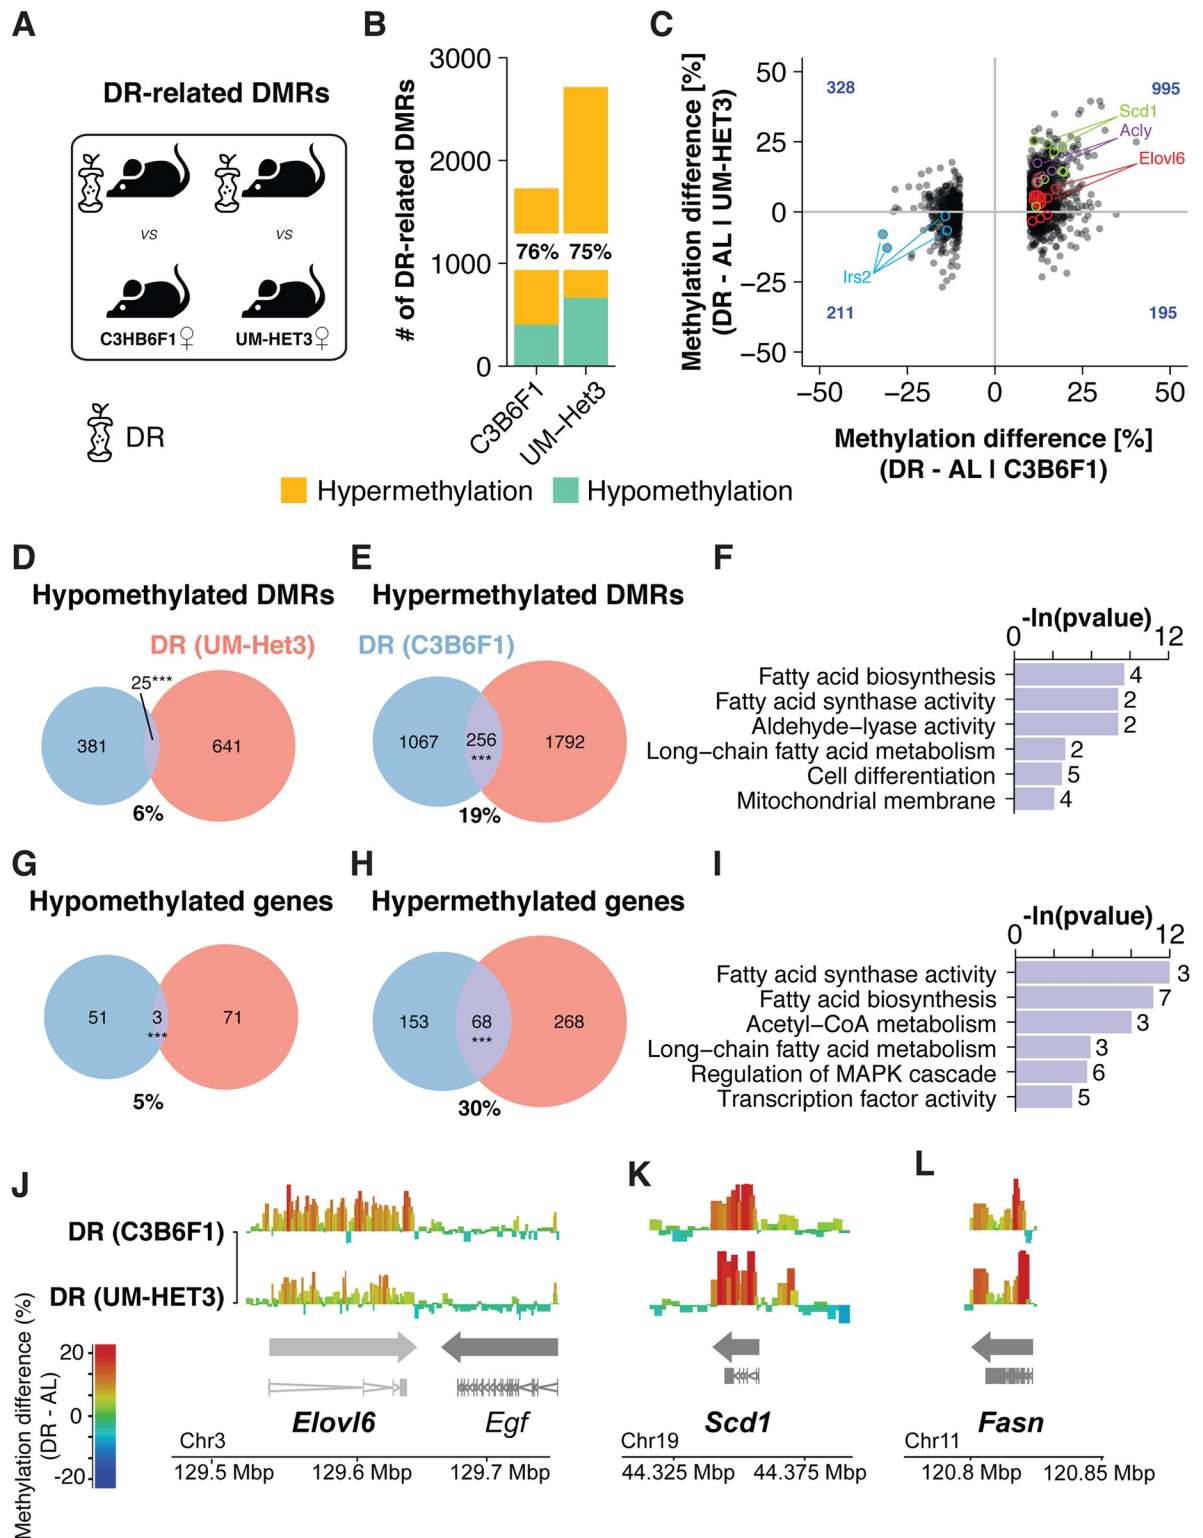 A
DR-related DMRs
vs
vs
C3HB6F1♀
UM-HET3♀
DR
B
# of DR-related DMRs
3000
2000
1000
0
76%
75%
C3B6F1
UM−Het3
Hypermethylation
Hypomethylation
C
Methylation difference [%]
(DR - AL | UM-HET3)
50
25
0
−25
−50
328
995
211
195
Scd1
Acly
Elovl6
Irs2
−50
−25
0
25
50
Methylation difference [%]
(DR - AL | C3B6F1)
D
Hypomethylated DMRs
DR (UM-Het3)
25***
381
641
6%
E
Hypermethylated DMRs
DR (C3B6F1)
1067
256
***
1792
19%
F
-ln(pvalue)
0
12
Fatty acid biosynthesis
4
Fatty acid synthase activity
2
Aldehyde−lyase activity
2
Long−chain fatty acid metabolism
2
Cell differentiation
5
Mitochondrial membrane
4
G
Hypomethylated genes
51
3
***
71
5%
H
Hypermethylated genes
153
68
***
268
30%
I
-ln(pvalue)
0
12
Fatty acid synthase activity
3
Fatty acid biosynthesis
7
Acetyl−CoA metabolism
3
Long−chain fatty acid metabolism
3
Regulation of MAPK cascade
6
Transcription factor activity
5
J
DR (C3B6F1)
DR (UM-HET3)
Methylation difference (%)
(DR - AL)
20
0
-20
Elovl6
Egf
Chr3
129.5 Mbp
129.6 Mbp
129.7 Mbp
K
Scd1
Chr19
44.325 Mbp
44.375 Mbp
L
Fasn
Chr11
120.8 Mbp
120.85 Mbp